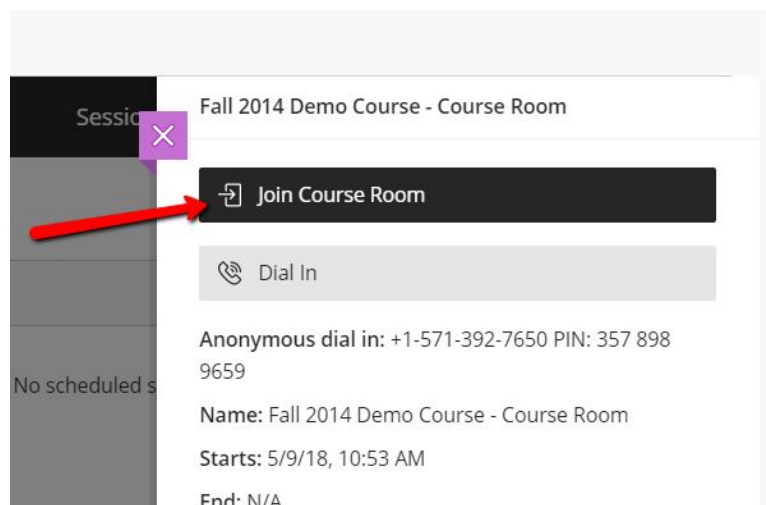 Fall 2014 Demo Course - Course Room
Join Course Room
Dial In
Anonymous dial in: +1-571-392-7650 PIN: 357 898
9659
No scheduled s
Name: Fall 2014 Demo Course - Course Room
Starts: 5/9/18, 10:53 AM
End: N/A